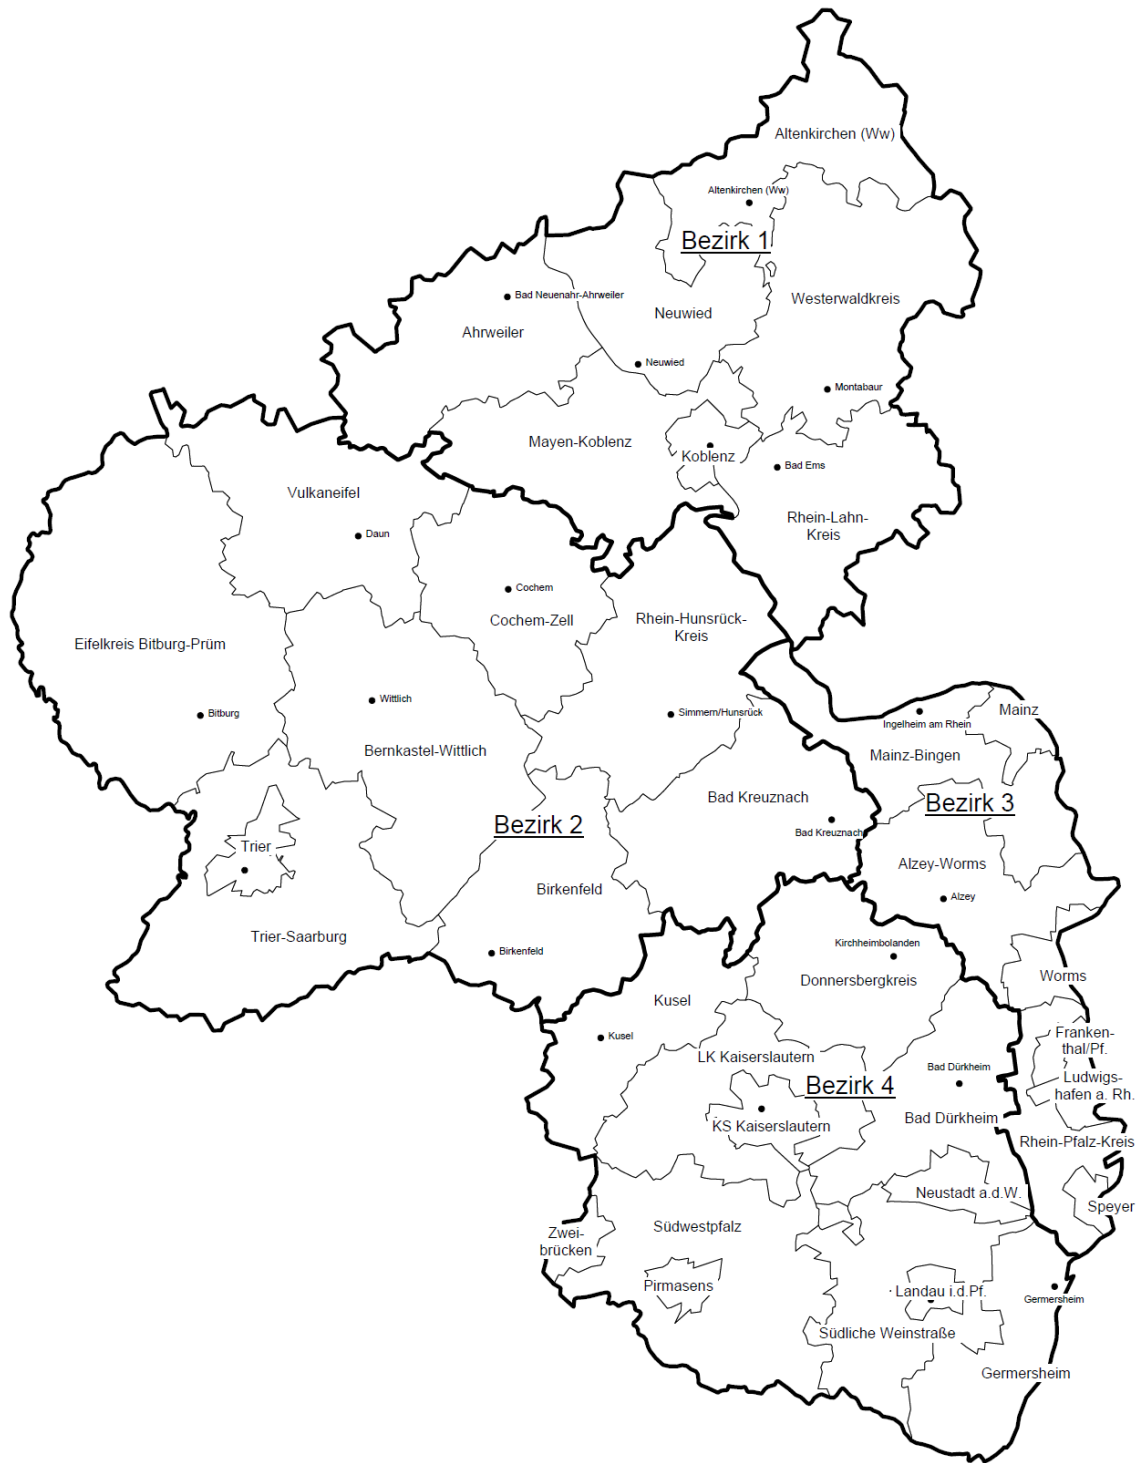 Altenkirchen (Ww)
Altenkirchen (Ww)
Bezirk 1
Westerwaldkreis
Bad Neuenahr-Ahrweiler
Neuwied
Ahrweiler
Neuwied
Montabaur
Mayen-Koblenz
Koblenz
Bad Ems
Vulkaneifel
Rhein-Lahn-
Kreis
Daun
Cochem
Cochem-Zell
Rhein-Hunsrück-
Kreis
Eifelkreis Bitburg-Prüm
Wittlich
Bitburg
Simmern/Hunsrück
Mainz
Ingelheim am Rhein
Bernkastel-Wittlich
Mainz-Bingen
Bad Kreuznach
Bezirk 3
Bezirk 2
Bad Kreuznach
Trier
Alzey-Worms
Birkenfeld
Alzey
Trier-Saarburg
Kirchheimbolanden
Birkenfeld
Donnersbergkreis
Worms
Kusel
Kusel
Franken-
thal/Pf.
LK Kaiserslautern
Bad Dürkheim
Ludwigs-
hafen a. Rh.
Bezirk 4
KS Kaiserslautern
Bad Dürkheim
Rhein-Pfalz-Kreis
Neustadt a.d.W.
Speyer
Südwestpfalz
Zwei-
brücken
Pirmasens
Landau i.d.Pf.
Germersheim
Südliche Weinstraße
Germersheim